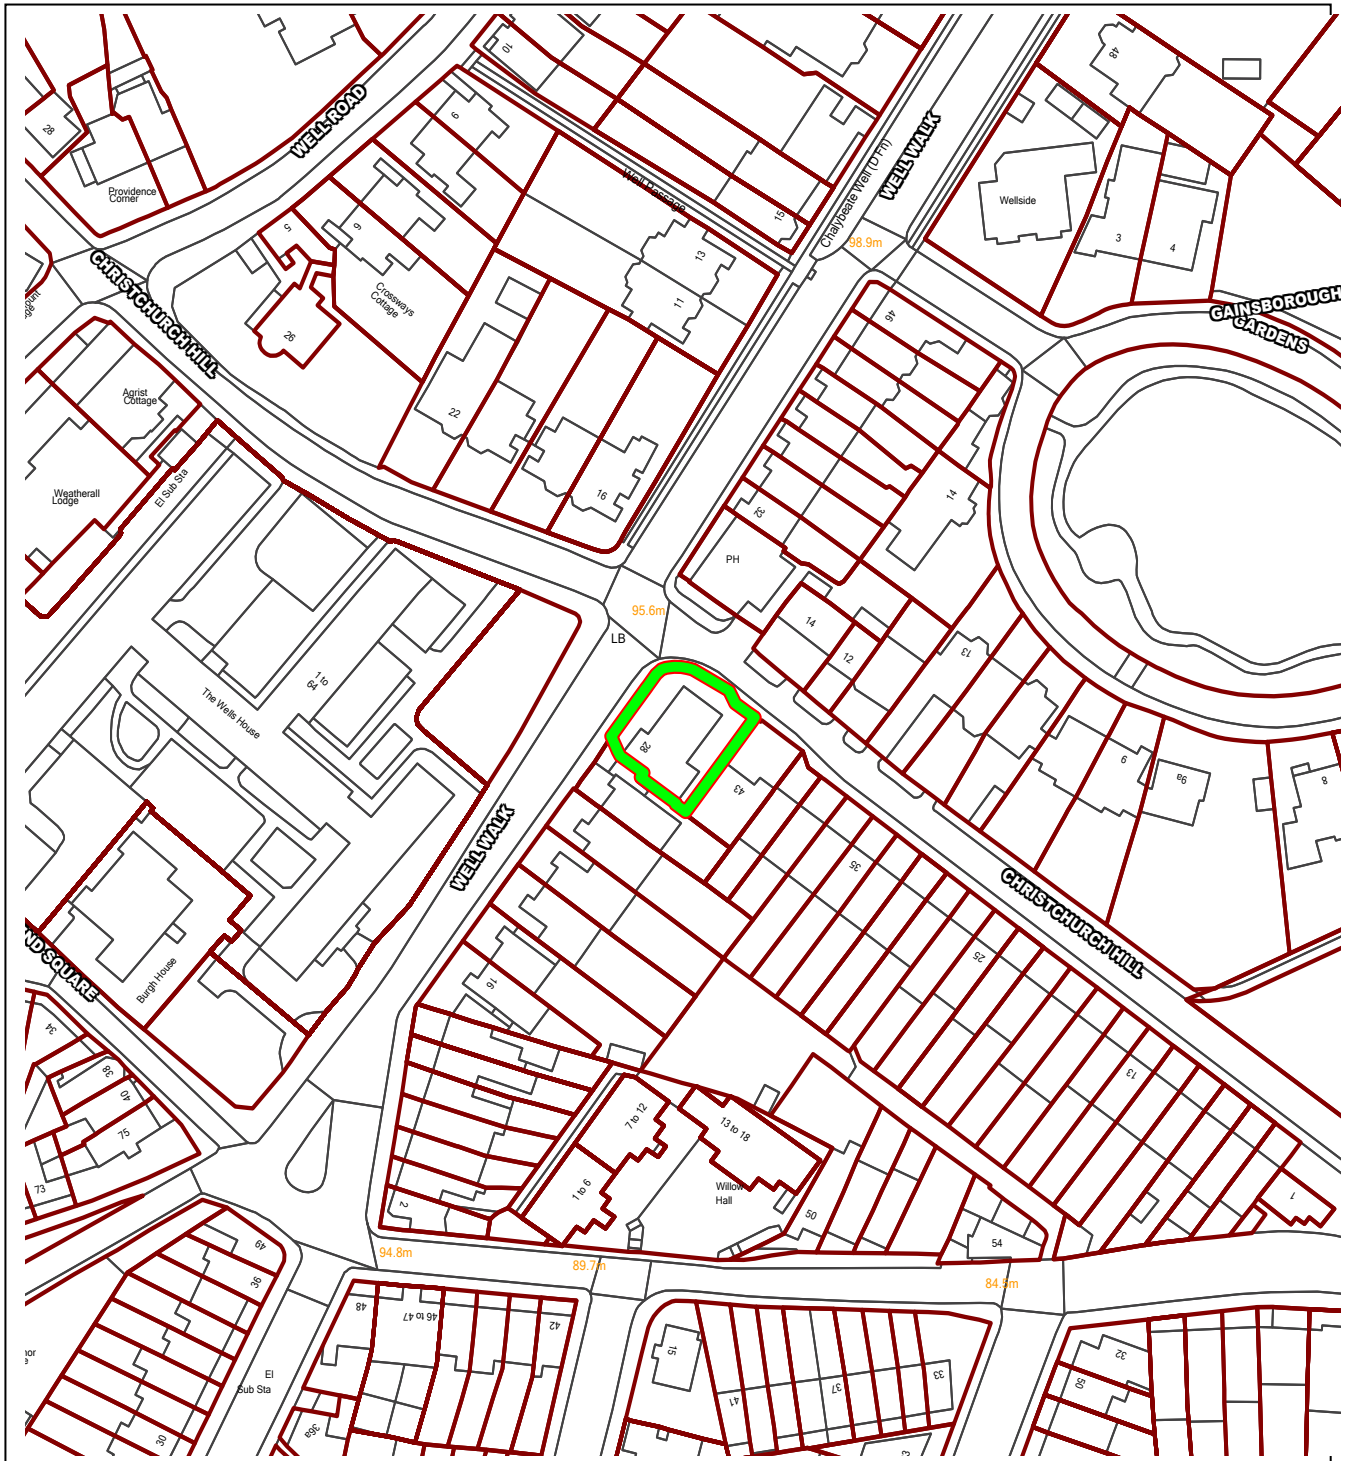 10
48
28
WELL ROAD
6
WELL WALK
Chalybeate Well (D Fn)
Well Passage
Providence
Corner
Wellside
15
3
4
5
6
98.9m
13
CHRISTCHURCH HILL
Crossways
Cottage
11
GAINSBOROUGH
GARDENS
26
46
Agrist
Cottage
22
El Sub Sta
Weatherall
Lodge
16
14
32
PH
95.6m
LB
14
12
13
1 to
64
The Wells House
28
43
9
9a
8
WELL WALK
35
CHRISTCHURCH HILL
25
ND SQUARE
Burgh House
16
34
38
40
75
73
7 to 12
13 to 18
13
1 to 6
Willow
Hall
2
50
54
1
49
36
94.8m
89.7m
84.5m
48
46 to 47
42
15
El
Sub Sta
41
37
33
32
50
36a
30
3